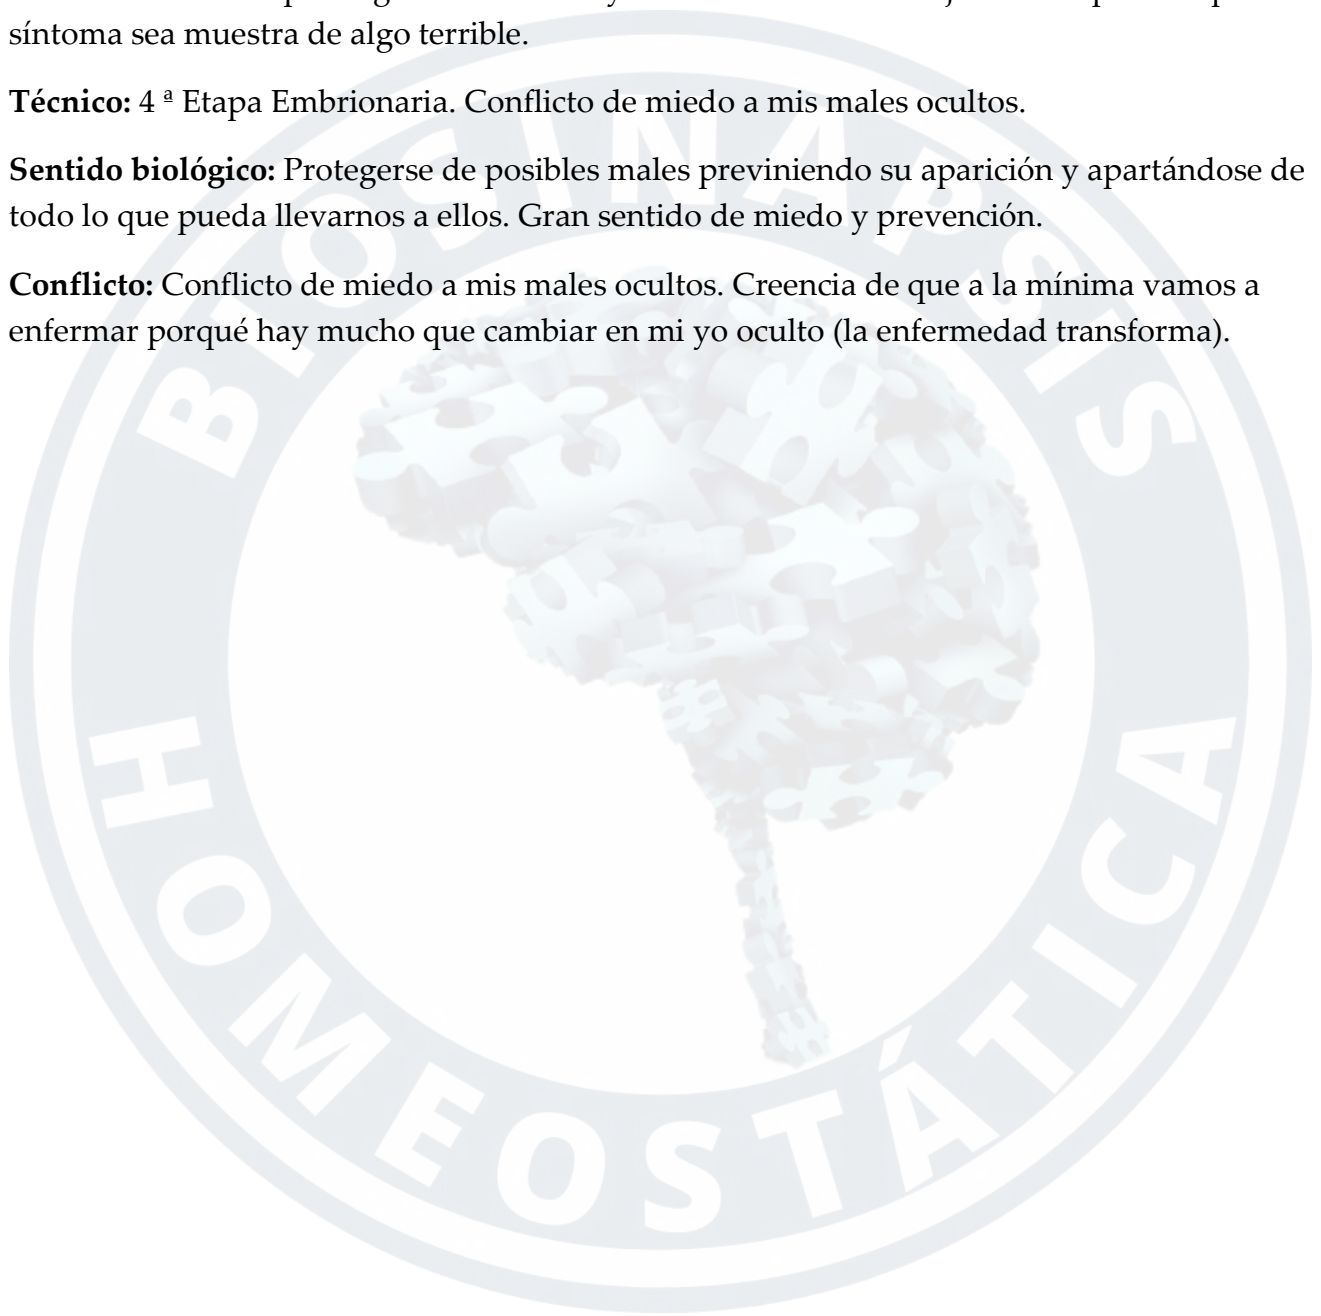 síntoma sea muestra de algo terrible.
Técnico: 4 ª Etapa Embrionaria. Conflicto de miedo a mis males ocultos.
Sentido biológico: Protegerse de posibles males previniendo su aparición y apartándose de
todo lo que pueda llevarnos a ellos. Gran sentido de miedo y prevención.
Conflicto: Conflicto de miedo a mis males ocultos. Creencia de que a la mínima vamos a
enfermar porqué hay mucho que cambiar en mi yo oculto (la enfermedad transforma).
BIOSINAPSIS
HOMEOSTÁTICA